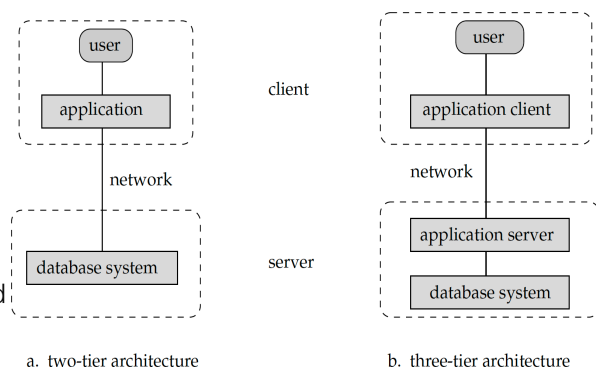 user
application
network
database system
a. two-tier architecture
client
server
user
application client
network
application server
database system
b. three-tier architecture